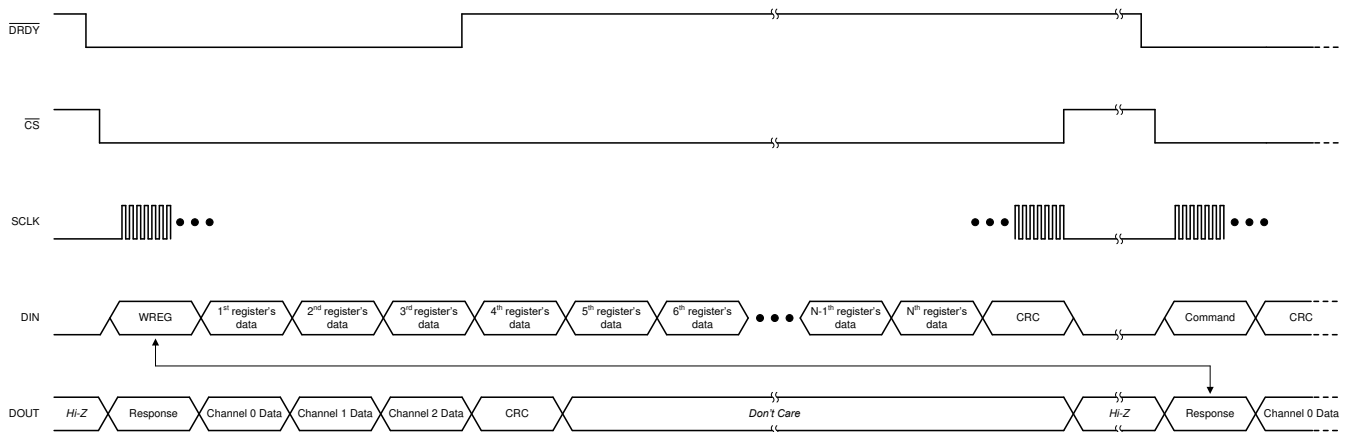 DRDY
CS
SCLK
DIN
WREG
1st register's
data
2nd register's
data
3rd register's
data
4th register's
data
5th register's
data
6th register's
data
N-1th register's
data
Nth register's
data
CRC
Command
CRC
DOUT
Hi-Z
Response
Channel 0 Data
Channel 1 Data
Channel 2 Data
CRC
Don't Care
Hi-Z
Response
Channel 0 Data